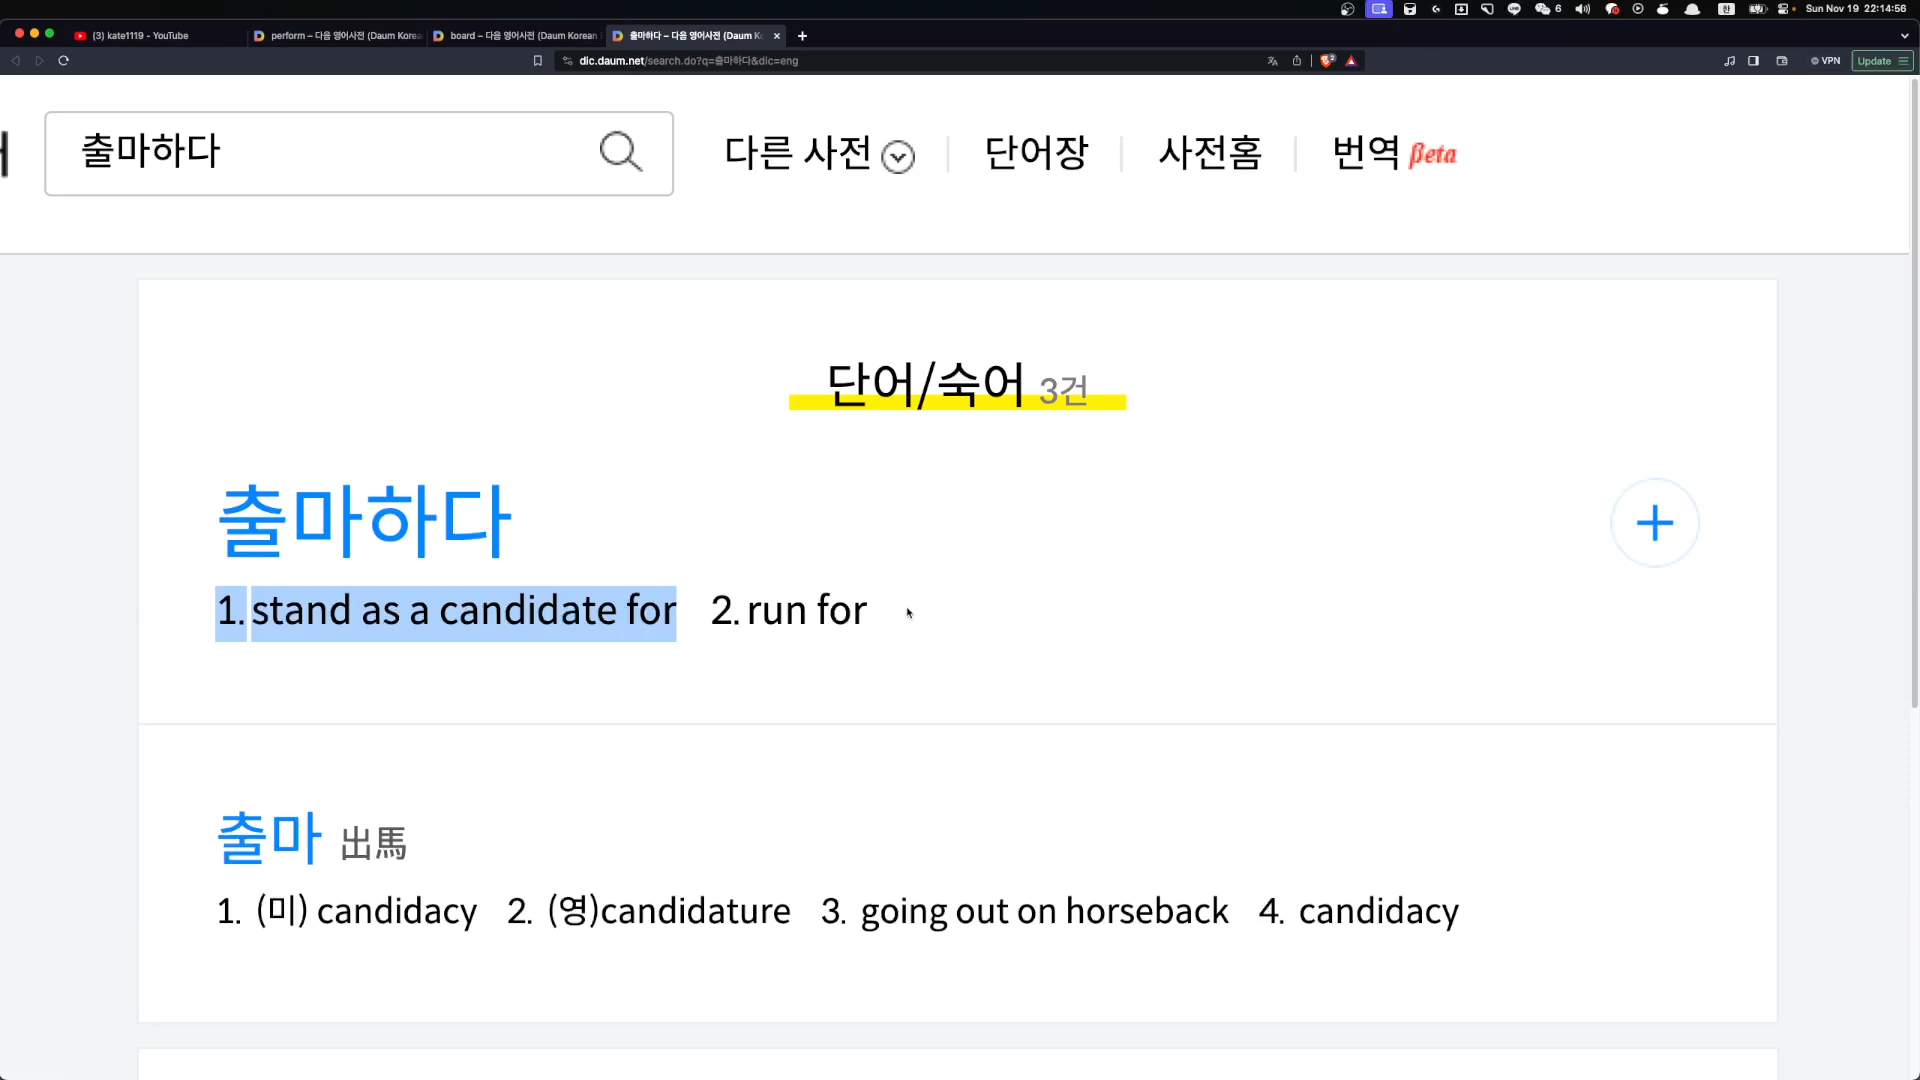 6
Sun Nov 19 22:14:56
(3) kate1119 - YouTube
perform – 다음 영어사전 (Daum Korea
board – 다음 영어사전 (Daum Korean
출마하다 – 다음 영어사전 (Daum Ko
dic.daum.net/search.do?q=출마하다&dic=eng
VPN
Update
출마하다
다른 사전
단어장
사전홈
번역 βeta
단어/숙어 3건
출마하다
1. stand as a candidate for 2. run for
출마 出馬
1. (미) candidacy 2. (영)candidature 3. going out on horseback 4. candidacy